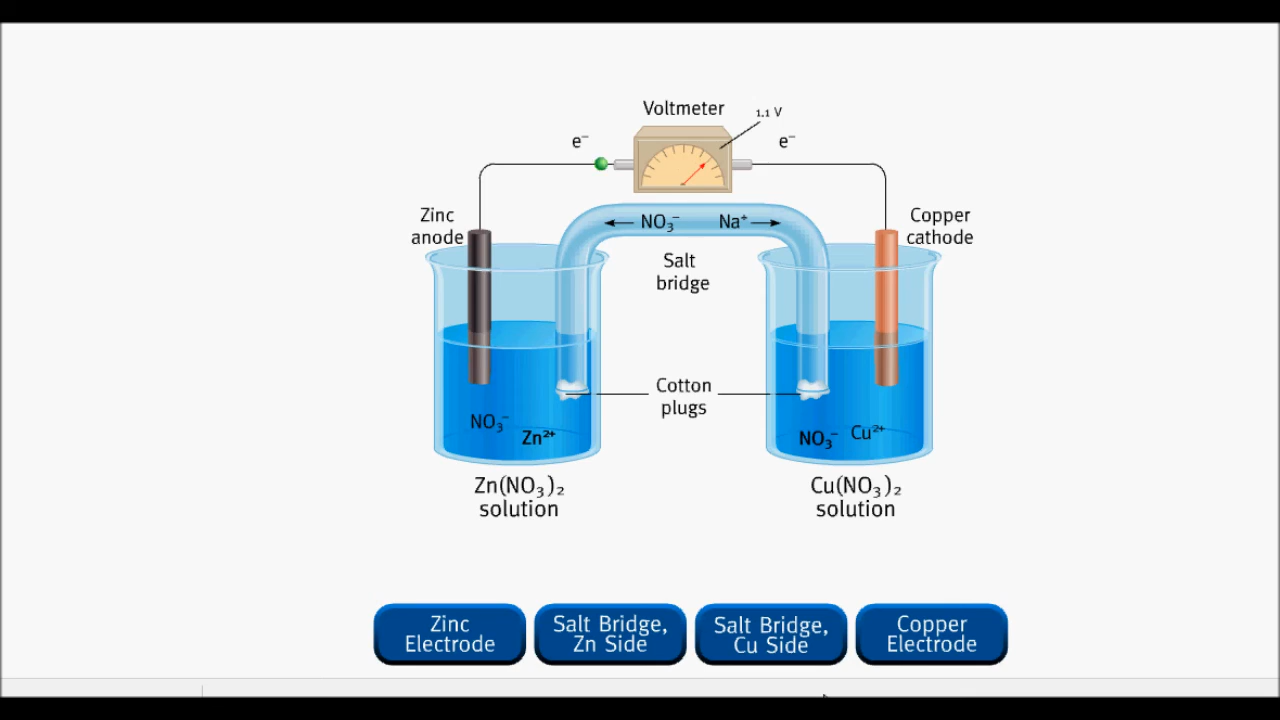 Voltmeter
1.1 V
e⁻
e⁻
Zinc
anode
NO₃⁻
Na⁺
Copper
cathode
Salt
bridge
Cotton
plugs
NO₃⁻
Zn²⁺
NO₃⁻
Cu²⁺
Zn(NO₃)₂
solution
Cu(NO₃)₂
solution
Zinc
Electrode
Salt Bridge,
Zn Side
Salt Bridge,
Cu Side
Copper
Electrode